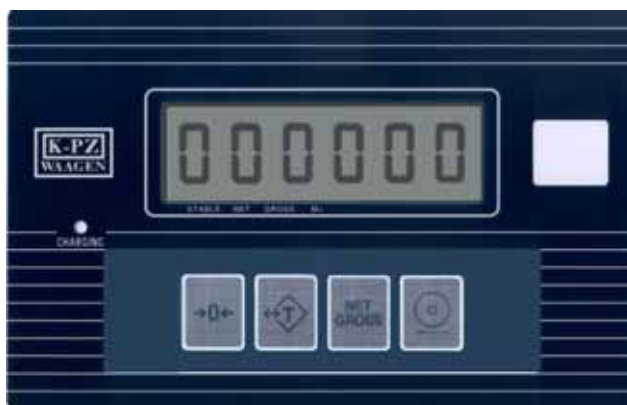 000000
K-PZ
WAAGEN
STABLE NET GROSS M+
CHARGING
→0← ↔T NET
GROSS